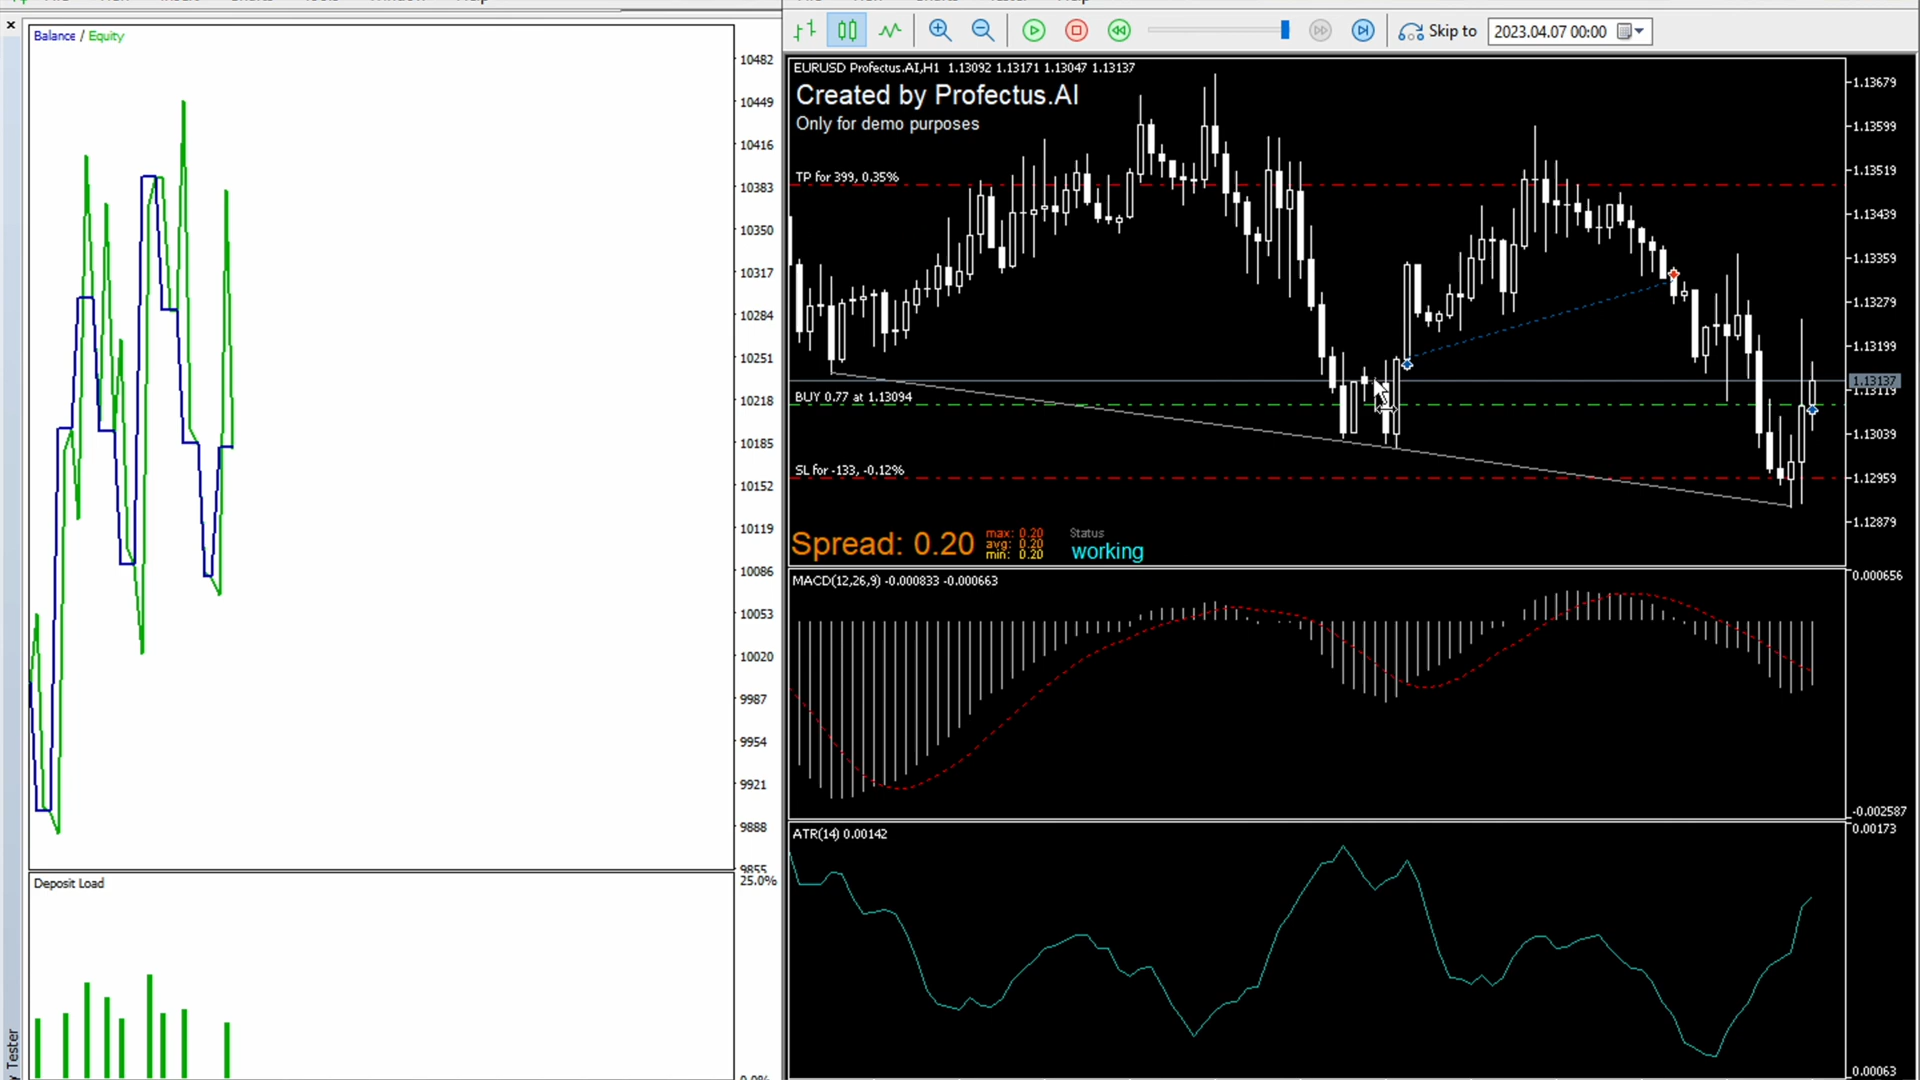 Balance / Equity
10482
10449
10416
10383
10350
10317
10284
10251
10218
10185
10152
10119
10086
10053
10020
9987
9954
9921
9888
9855
25.0%
Deposit Load
Tester
Skip to
2023.04.07 00:00
EURUSD Profectus.AI,H1 1.13092 1.13171 1.13047 1.13137
Created by Profectus.AI
Only for demo purposes
TP for 399, 0.35%
BUY 0.77 at 1.13094
SL for -133, -0.12%
Spread: 0.20
max: 0.20
avg: 0.20
min: 0.20
Status
working
1.13679
1.13599
1.13519
1.13439
1.13359
1.13279
1.13199
1.13137
1.13119
1.13039
1.12959
1.12879
MACD(12,26,9) -0.000833 -0.000663
0.000656
-0.002587
ATR(14) 0.00142
0.00173
0.00063